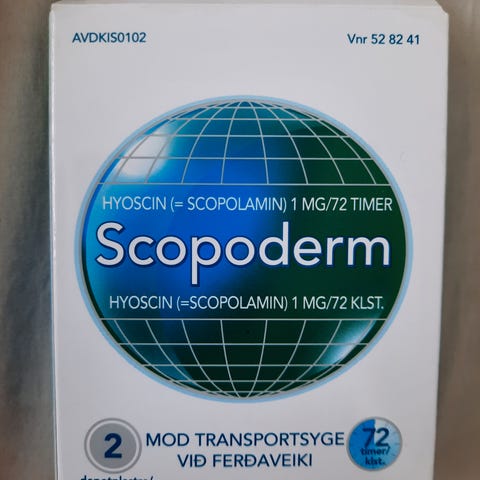 AVDKIS0102 Vnr 52 82 41
HYOSCIN (= SCOPOLAMIN) 1 MG/72 TIMER
Scopoderm
HYOSCIN (=SCOPOLAMIN) 1 MG/72 KLST.
2 MOD TRANSPORTSYGE 72
VIÐ FERÐAVEIKI timer/
klst.